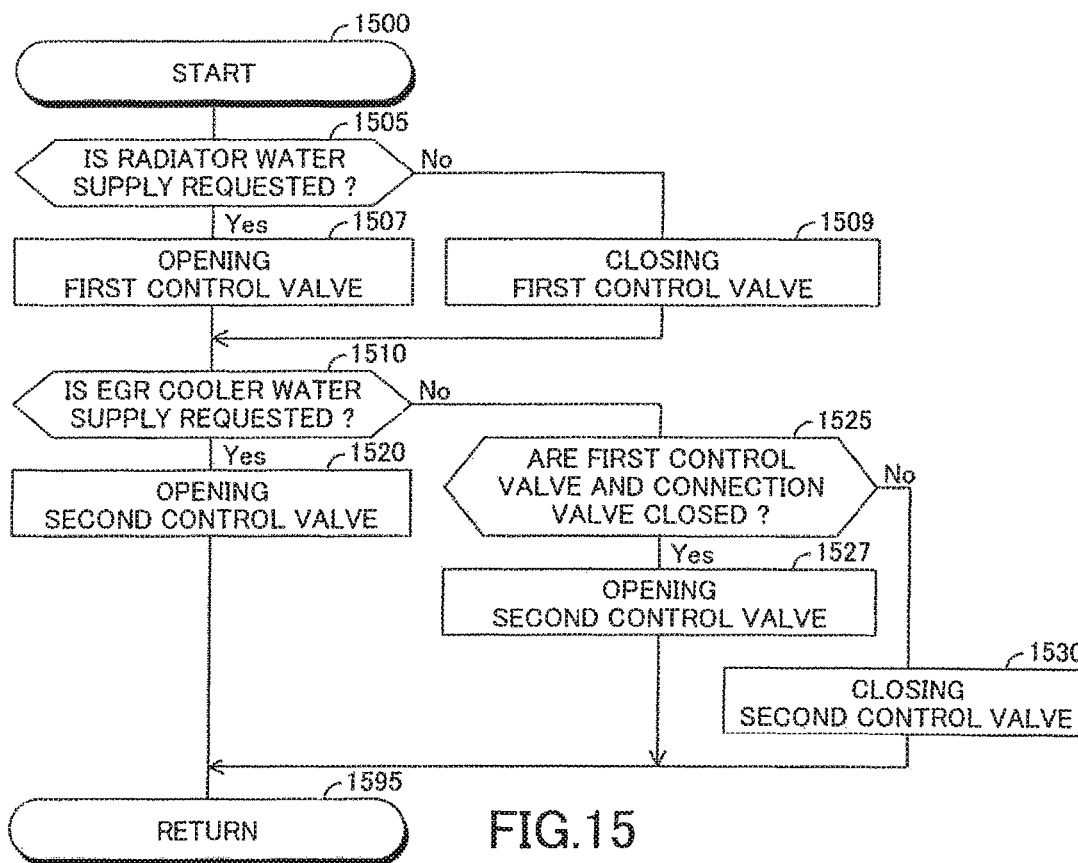 1500
START
1505
IS RADIATOR WATER
SUPPLY REQUESTED ?
No
Yes
1507
OPENING
FIRST CONTROL VALVE
1509
CLOSING
FIRST CONTROL VALVE
1510
IS EGR COOLER WATER
SUPPLY REQUESTED ?
No
Yes
1520
OPENING
SECOND CONTROL VALVE
1525
ARE FIRST CONTROL
VALVE AND CONNECTION
VALVE CLOSED ?
No
Yes
1527
OPENING
SECOND CONTROL VALVE
1530
CLOSING
SECOND CONTROL VALVE
1595
RETURN
FIG.15